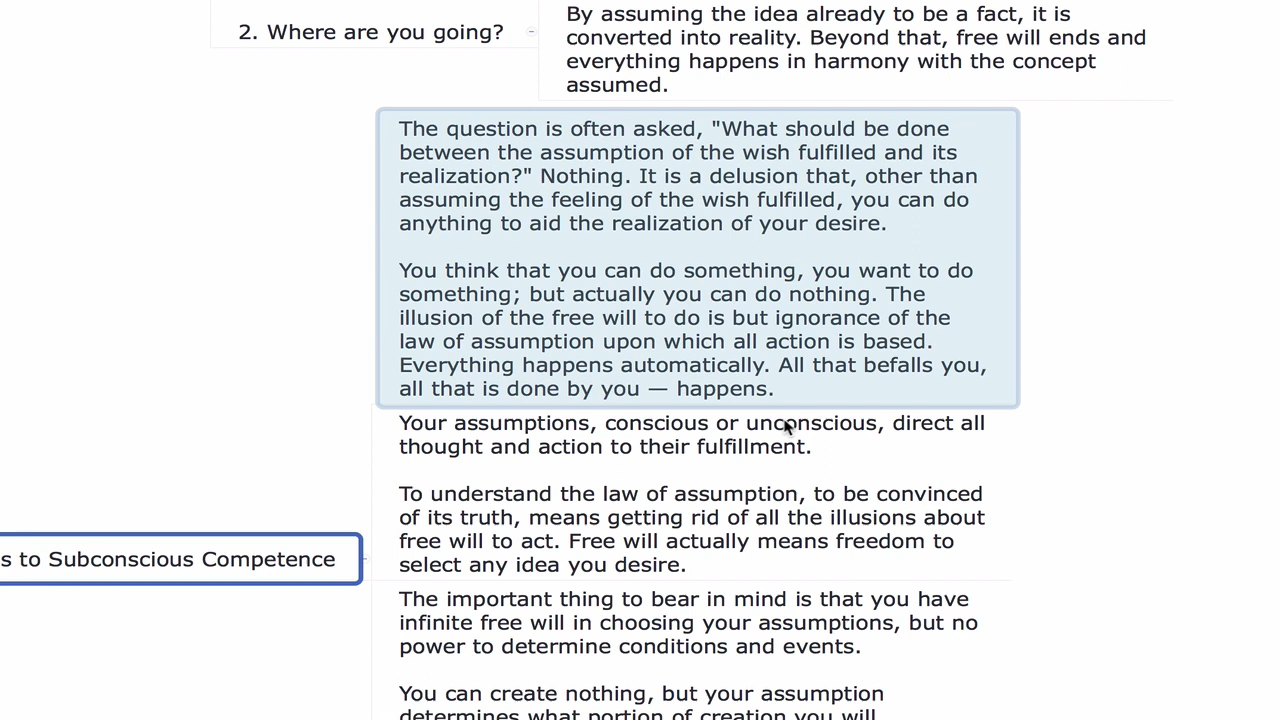 2. Where are you going?
By assuming the idea already to be a fact, it is
converted into reality. Beyond that, free will ends and
everything happens in harmony with the concept
assumed.
The question is often asked, "What should be done
between the assumption of the wish fulfilled and its
realization?" Nothing. It is a delusion that, other than
assuming the feeling of the wish fulfilled, you can do
anything to aid the realization of your desire.
You think that you can do something, you want to do
something; but actually you can do nothing. The
illusion of the free will to do is but ignorance of the
law of assumption upon which all action is based.
Everything happens automatically. All that befalls you,
all that is done by you — happens.
Your assumptions, conscious or unconscious, direct all
thought and action to their fulfillment.
To understand the law of assumption, to be convinced
of its truth, means getting rid of all the illusions about
free will to act. Free will actually means freedom to
select any idea you desire.
s to Subconscious Competence
The important thing to bear in mind is that you have
infinite free will in choosing your assumptions, but no
power to determine conditions and events.
You can create nothing, but your assumption
determines what portion of creation you will